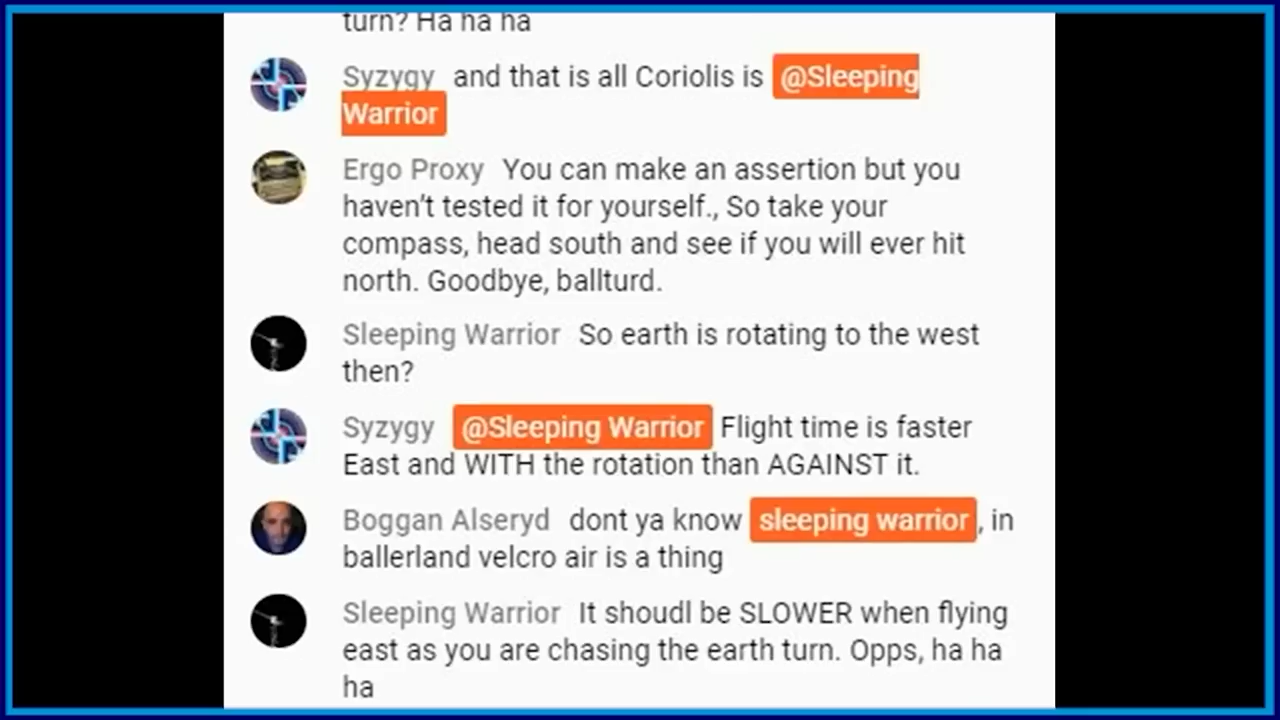 turn? Ha ha ha
Syzygy and that is all Coriolis is @Sleeping
Warrior
Ergo Proxy You can make an assertion but you
haven't tested it for yourself., So take your
compass, head south and see if you will ever hit
north. Goodbye, ballturd.
Sleeping Warrior So earth is rotating to the west
then?
Syzygy @Sleeping Warrior Flight time is faster
East and WITH the rotation than AGAINST it.
Boggan Alseryd dont ya know sleeping warrior, in
ballerland velcro air is a thing
Sleeping Warrior It shoudl be SLOWER when flying
east as you are chasing the earth turn. Opps, ha ha
ha